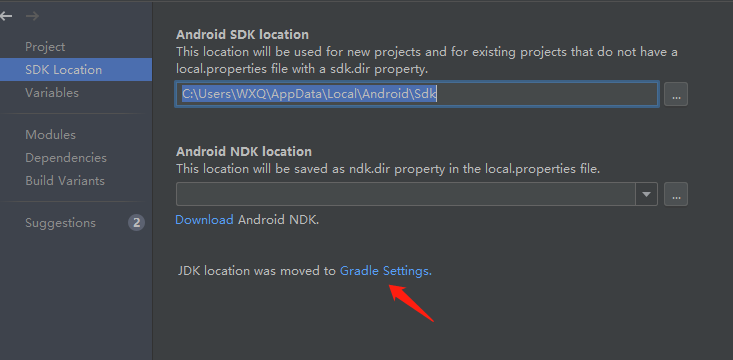 Project
SDK Location
Variables
Modules
Dependencies
Build Variants
Suggestions 2
Android SDK location
This location will be used for new projects and for existing projects that do not have a
local.properties file with a sdk.dir property.
C:\Users\WXQ\AppData\Local\Android\Sdk
...
Android NDK location
This location will be saved as ndk.dir property in the local.properties file.
...
Download Android NDK.
JDK location was moved to Gradle Settings.